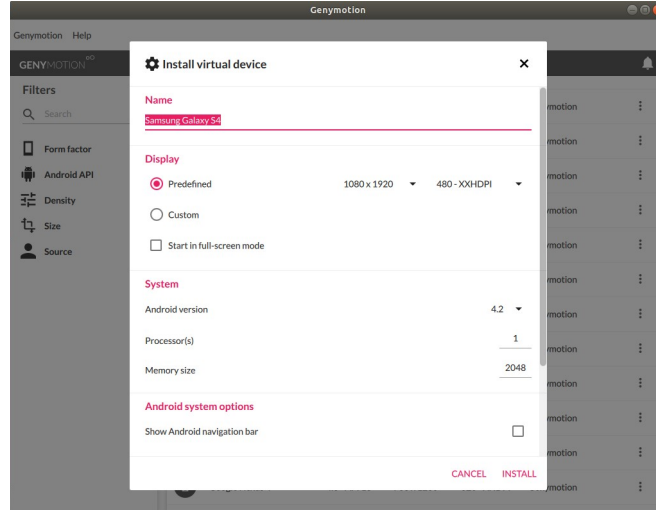 Genymotion
Genymotion Help
GENYMOTION
Install virtual device
Filters
Search
Form factor
Android API
Density
Size
Source
Name
Samsung Galaxy S4
Display
Predefined 1080 x 1920 480 - XXHDPI
Custom
Start in full-screen mode
System
Android version 4.2
Processor(s) 1
Memory size 2048
Android system options
Show Android navigation bar
CANCEL INSTALL